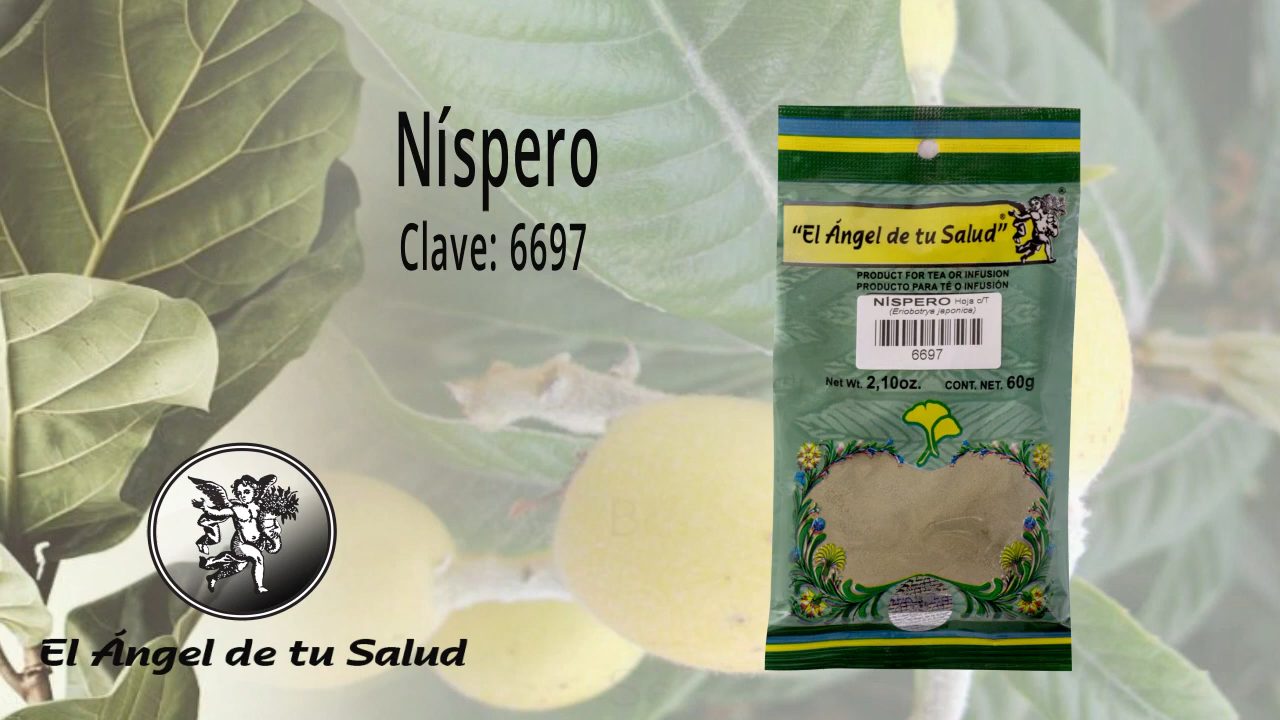 Níspero
Clave: 6697
"El Ángel de tu Salud"
®
PRODUCT FOR TEA OR INFUSION
PRODUCTO PARA TÉ O INFUSIÓN
NÍSPERO Hoja c/T
(Eriobotrya japonica)
6697
Net Wt. 2,10oz. CONT. NET. 60g
El Ángel de tu Salud